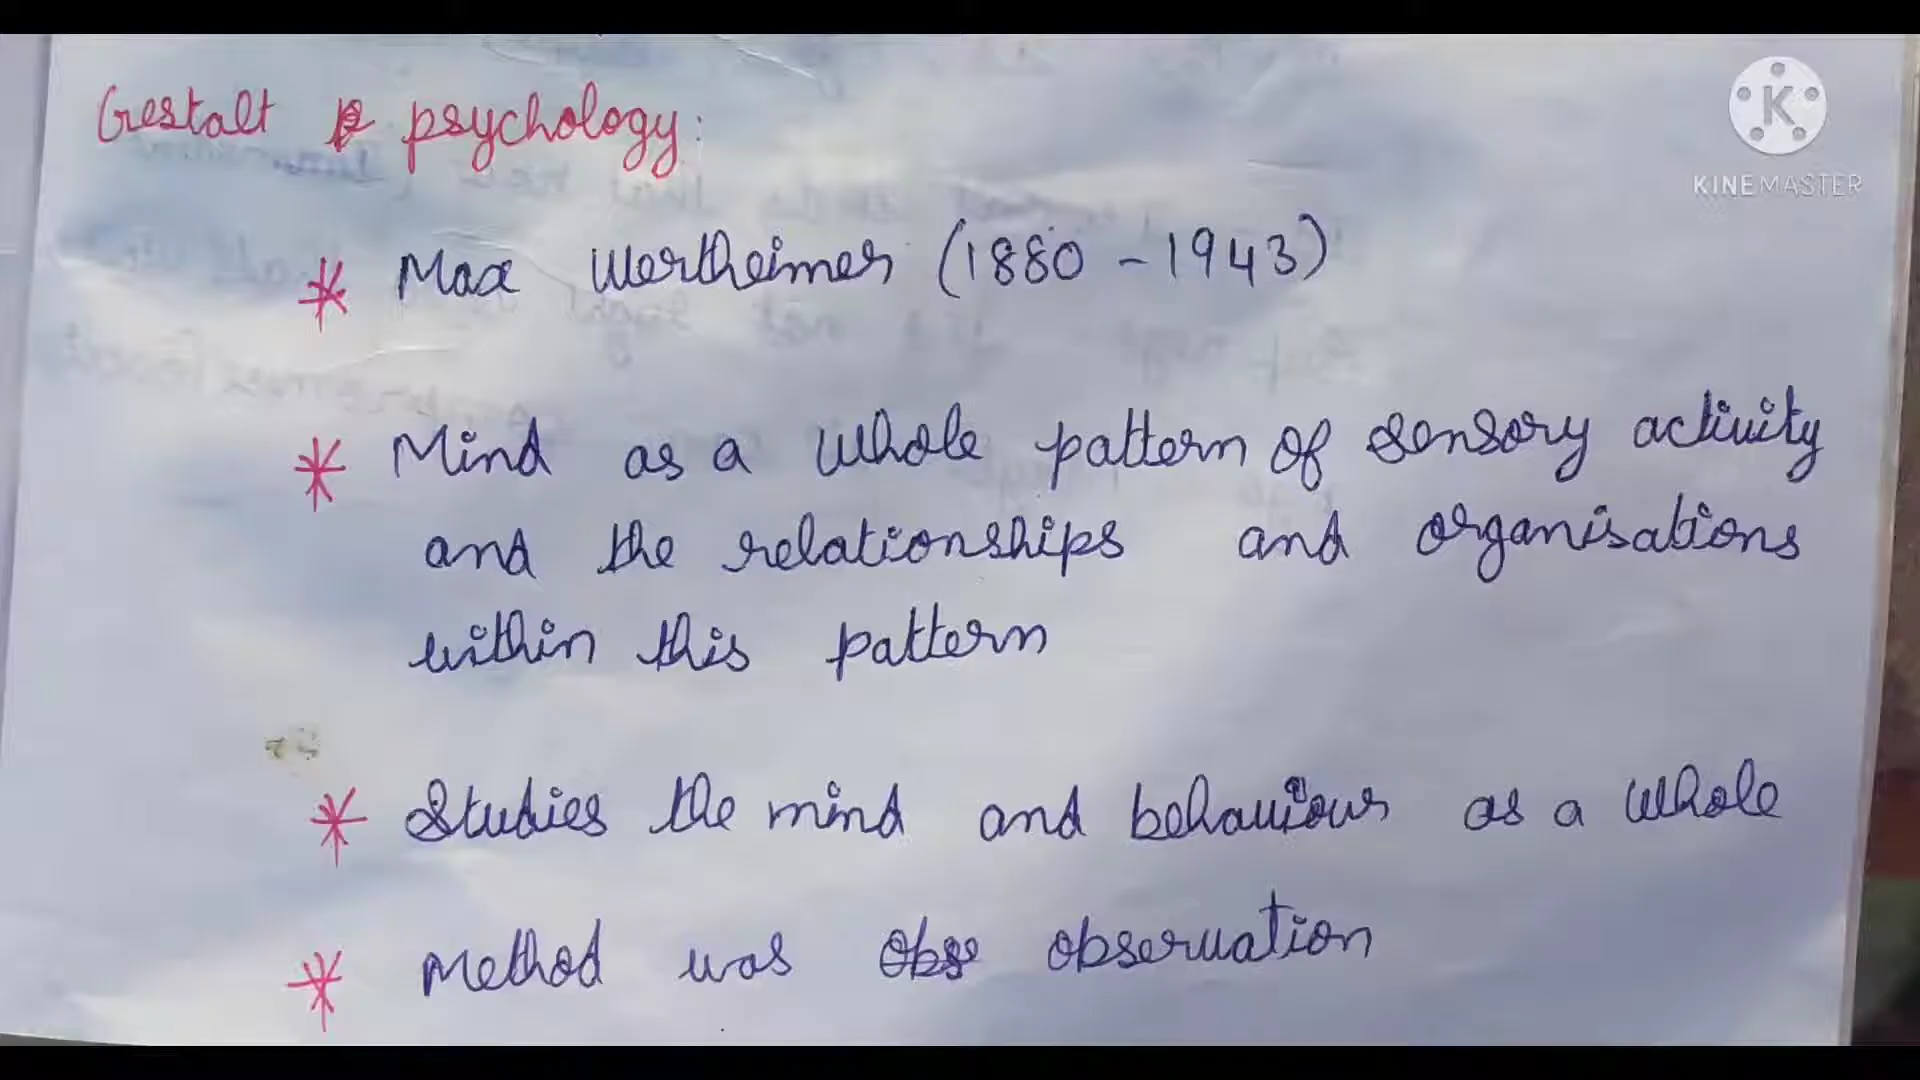 Gestalt psychology:
* Max Wertheimer (1880 - 1943)
* Mind as a whole pattern of sensory activity
and the relationships and organisations
within this pattern
* Studies the mind and behaviour as a whole
* Method was obse observation
KINEMASTER